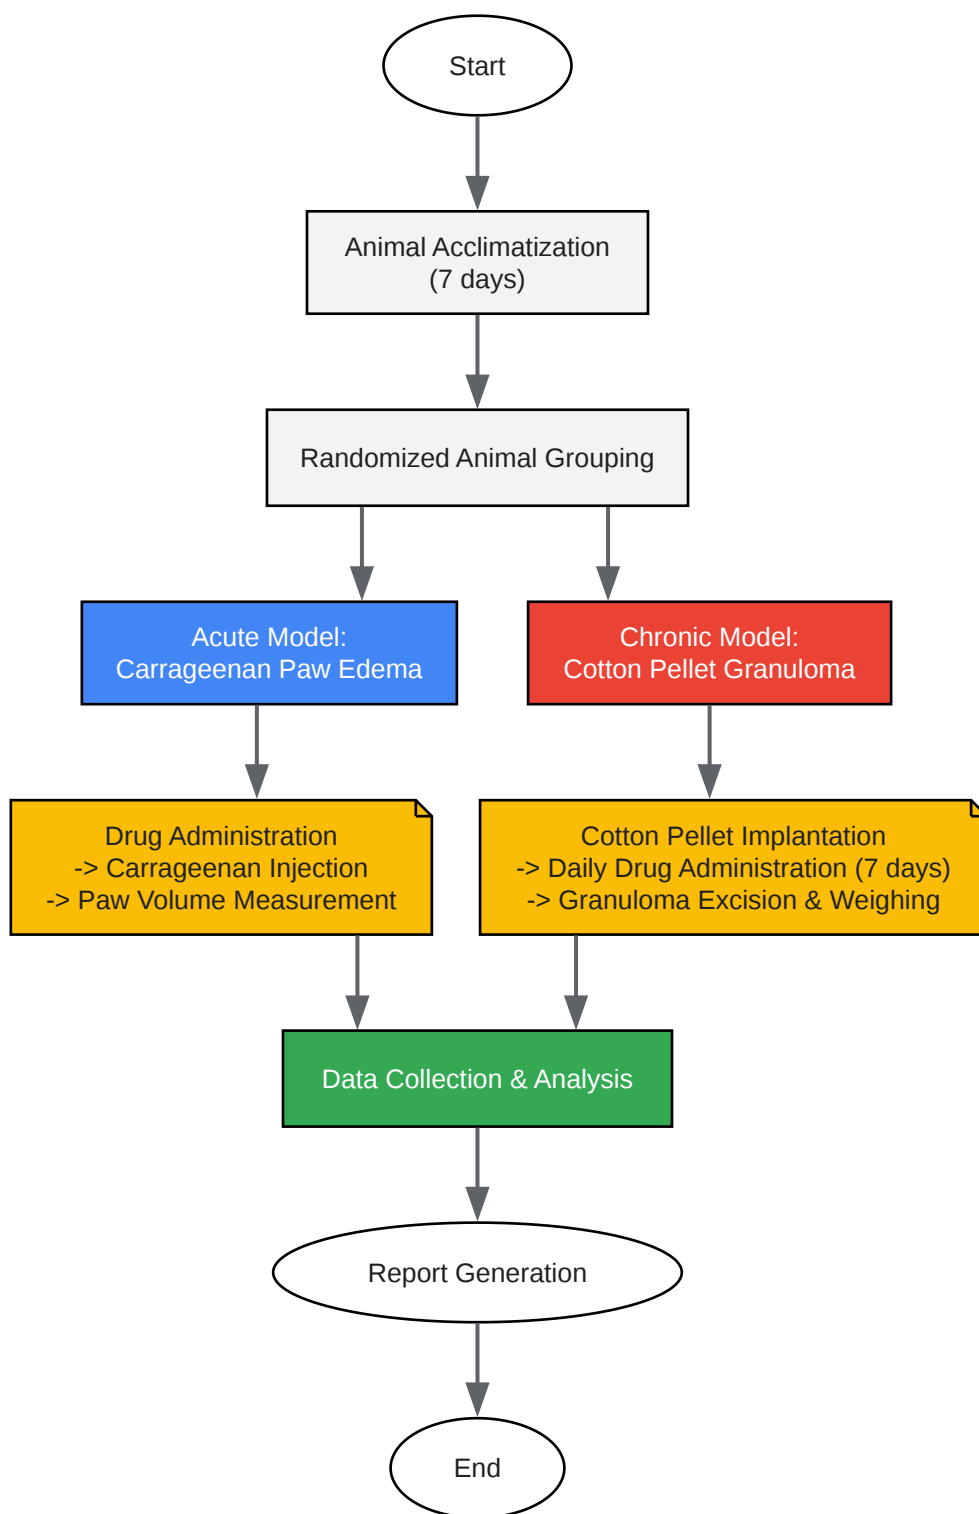 Start
Animal Acclimatization
(7 days)
Randomized Animal Grouping
Acute Model:
Carrageenan Paw Edema
Chronic Model:
Cotton Pellet Granuloma
Drug Administration
-> Carrageenan Injection
-> Paw Volume Measurement
Cotton Pellet Implantation
-> Daily Drug Administration (7 days)
-> Granuloma Excision & Weighing
Data Collection & Analysis
Report Generation
End